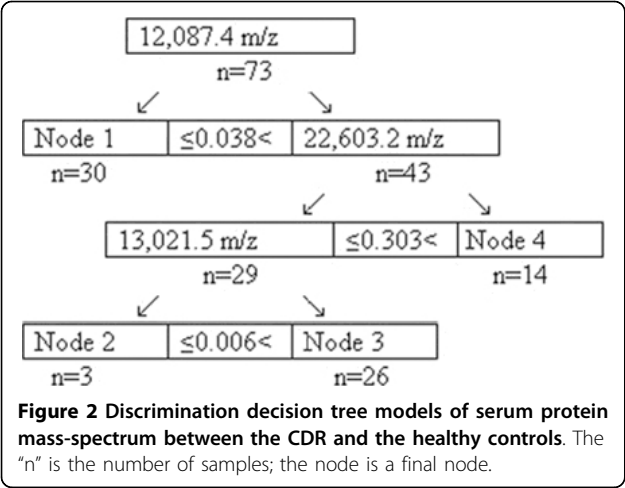 12,087.4 m/z
n=73
↙ ↘
Node 1 ≤0.038< 22,603.2 m/z
n=30 n=43
↙ ↘
13,021.5 m/z ≤0.303< Node 4
n=29 n=14
↙ ↘
Node 2 ≤0.006< Node 3
n=3 n=26
Figure 2 Discrimination decision tree models of serum protein
mass-spectrum between the CDR and the healthy controls. The
“n” is the number of samples; the node is a final node.